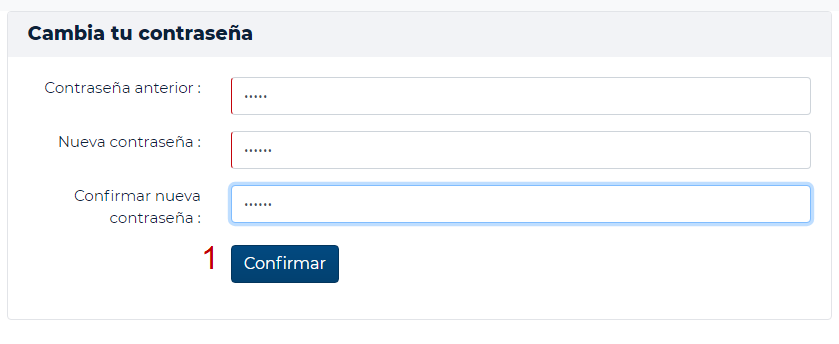 Cambia tu contraseña
Contraseña anterior :
•••••
Nueva contraseña :
••••••
Confirmar nueva
contraseña :
••••••
1
Confirmar